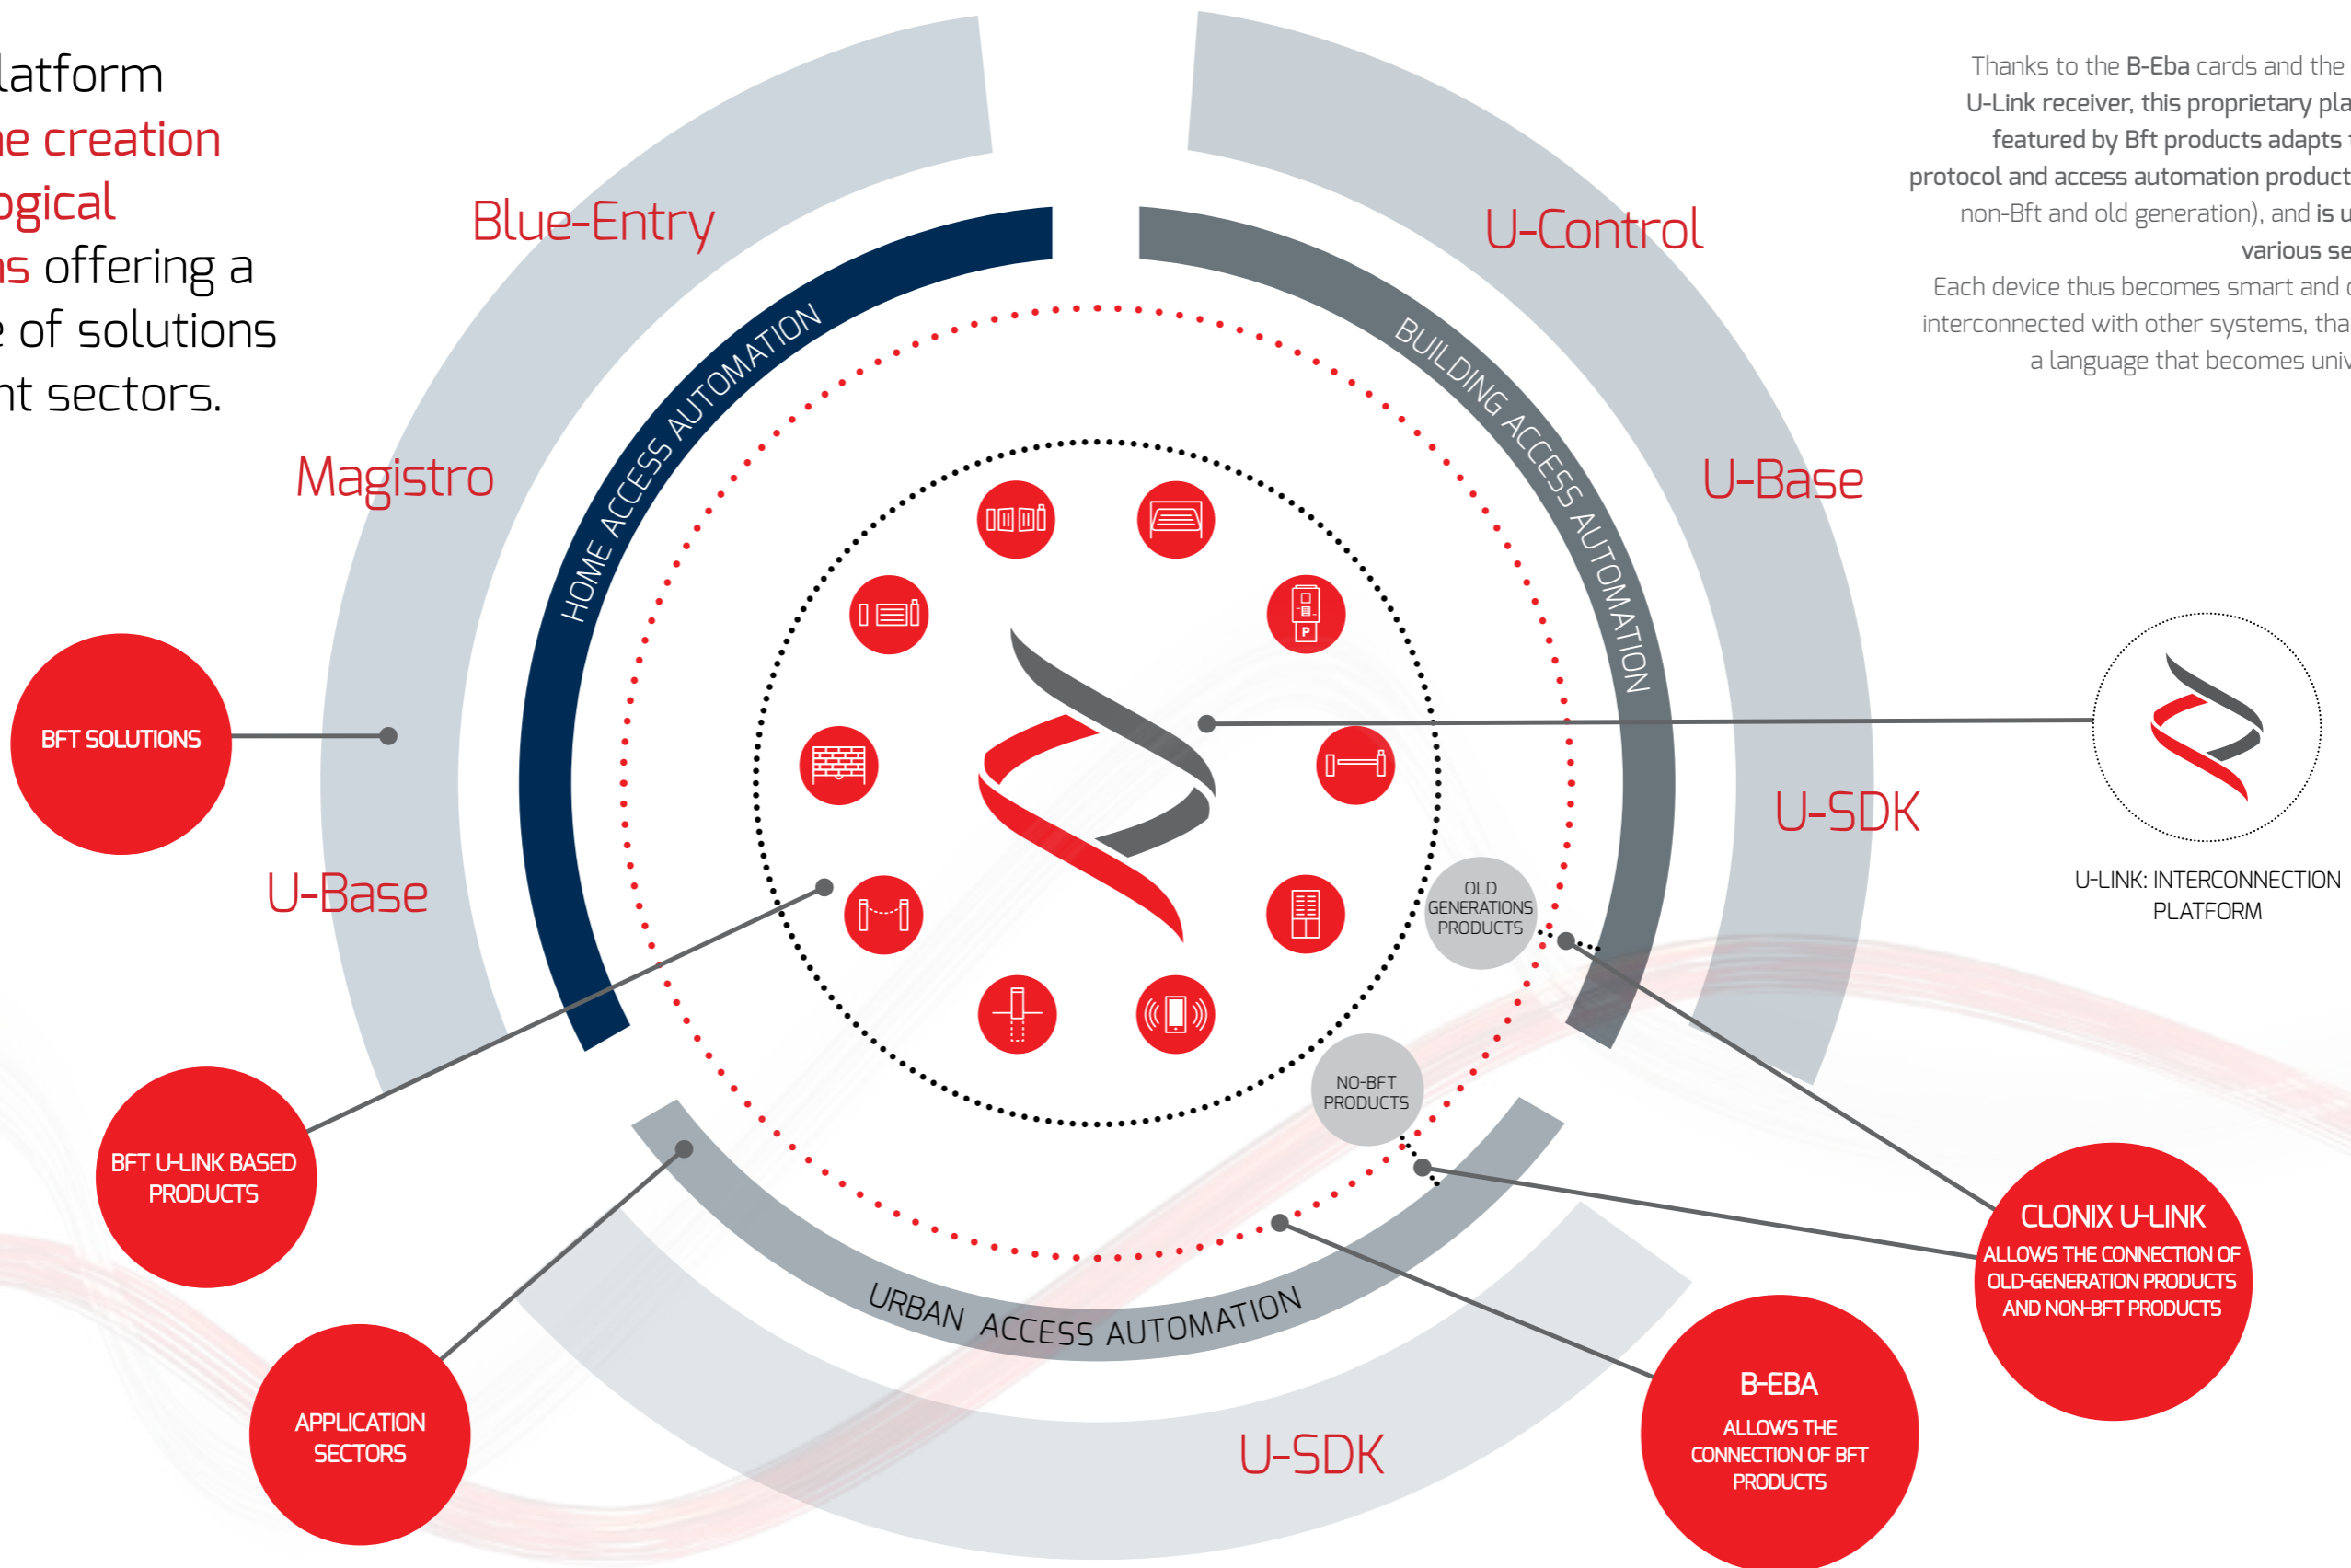 latform
ne creation
ogical
ns offering a
e of solutions
nt sectors.
Thanks to the B-Eba cards and the
U-Link receiver, this proprietary pla
featured by Bft products adapts t
protocol and access automation product
non-Bft and old generation), and is u
various se
Each device thus becomes smart and c
interconnected with other systems, tha
a language that becomes univ
Blue-Entry
Magistro
U-Base
HOME ACCESS AUTOMATION
U-Control
U-Base
U-SDK
BUILDING ACCESS AUTOMATION
P
BFT SOLUTIONS
U-LINK: INTERCONNECTION
PLATFORM
OLD
GENERATIONS
PRODUCTS
NO-BFT
PRODUCTS
BFT U-LINK BASED
PRODUCTS
APPLICATION
SECTORS
URBAN ACCESS AUTOMATION
U-SDK
CLONIX U-LINK
ALLOWS THE CONNECTION OF
OLD-GENERATION PRODUCTS
AND NON-BFT PRODUCTS
B-EBA
ALLOWS THE
CONNECTION OF BFT
PRODUCTS